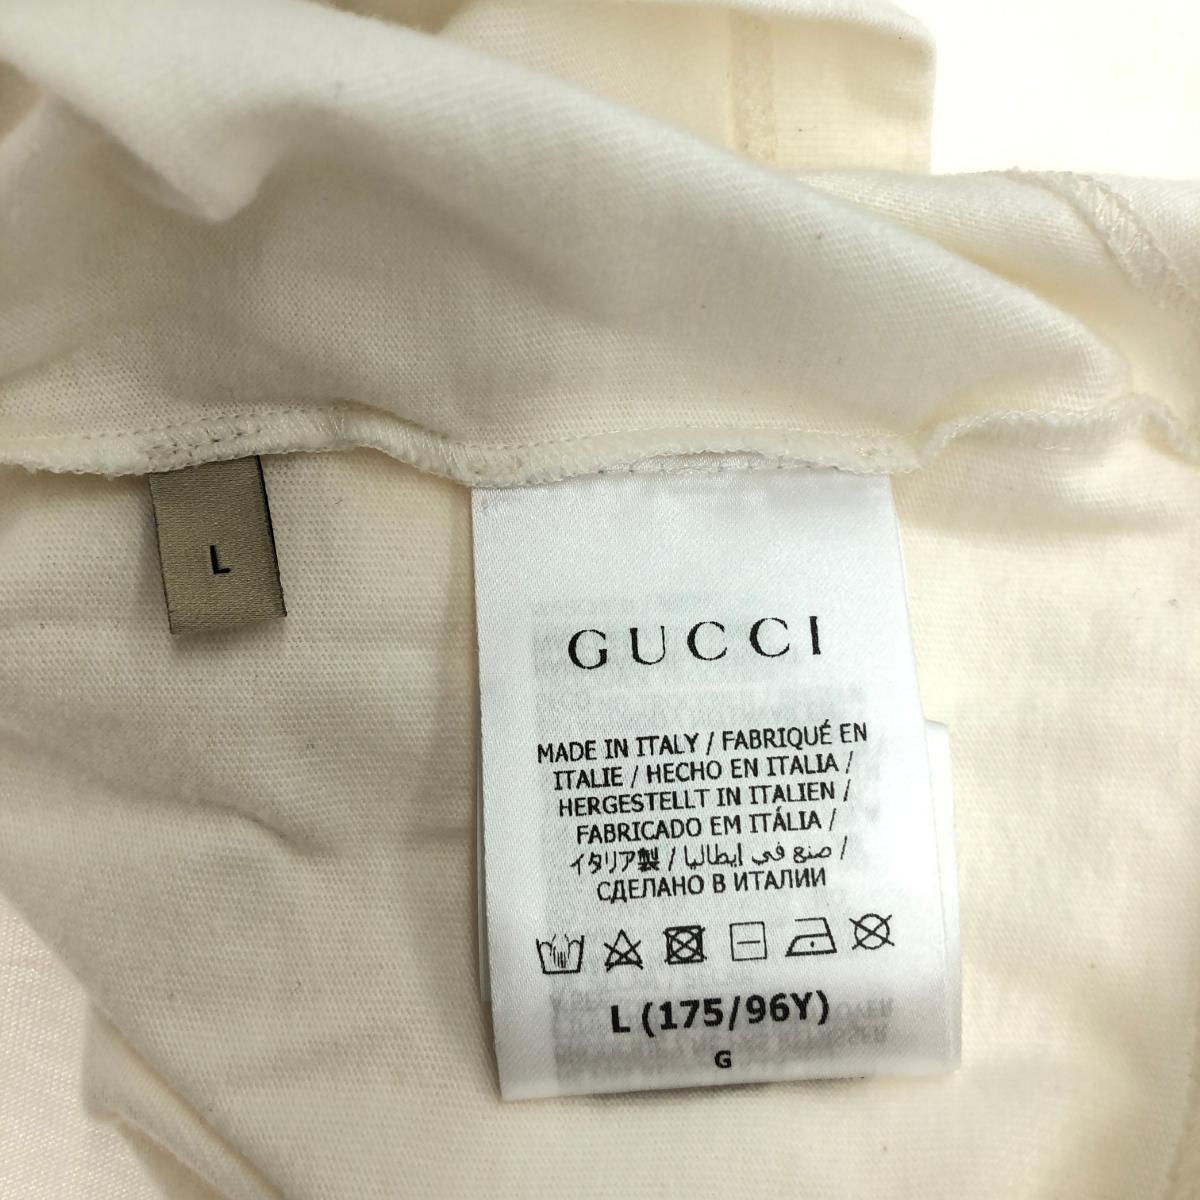 L
GUCCI
MADE IN ITALY / FABRIQUÉ EN
ITALIE / HECHO EN ITALIA /
HERGESTELLT IN ITALIEN /
FABRICADO EM ITÁLIA /
イタリア製 / صنع في ايطاليا /
СДЕЛАНО В ИТАЛИИ
L (175/96Y)
G